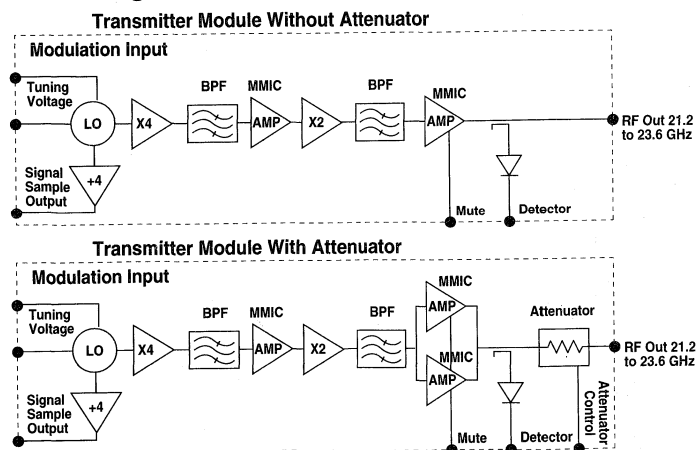 Transmitter Module Without Attenuator
Modulation Input
Tuning
Voltage
LO
X4
BPF
MMIC
AMP
X2
BPF
MMIC
AMP
RF Out 21.2
to 23.6 GHz
Signal
Sample
Output
+4
Mute
Detector
Transmitter Module With Attenuator
Modulation Input
Tuning
Voltage
LO
X4
BPF
MMIC
AMP
X2
BPF
MMIC
AMP
MMIC
AMP
Attenuator
RF Out 21.2
to 23.6 GHz
Signal
Sample
Output
+4
Mute
Detector
Attenuator
Control